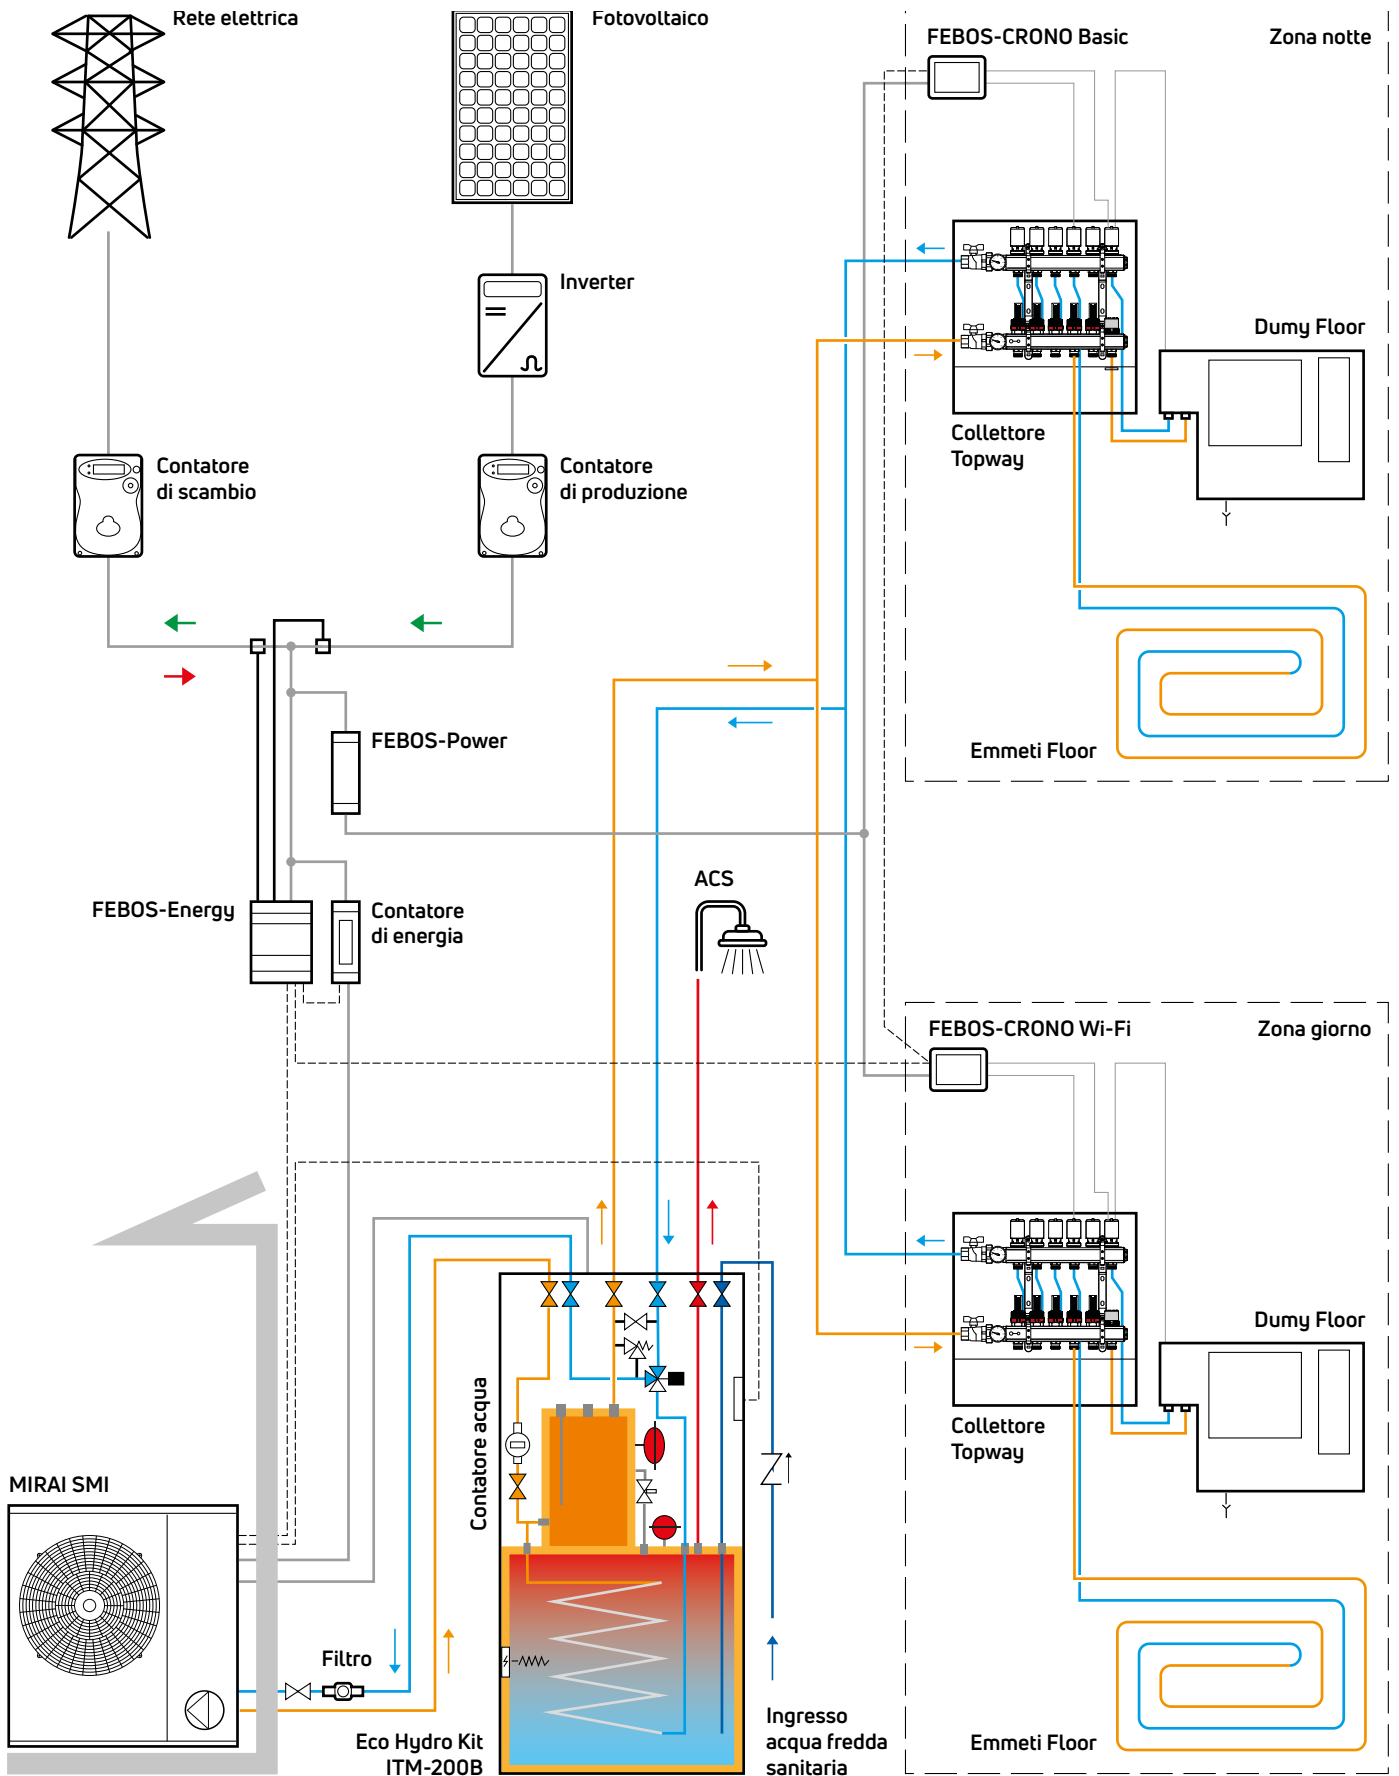 Rete elettrica
Fotovoltaico
FEBOS-CRONO Basic
Zona notte
Inverter
Dumy Floor
Collettore
Topway
Contatore
di scambio
Contatore
di produzione
FEBOS-Power
Emmeti Floor
ACS
FEBOS-Energy
Contatore
di energia
FEBOS-CRONO Wi-Fi
Zona giorno
Dumy Floor
Collettore
Topway
Contatore acqua
MIRAI SMI
Filtro
Eco Hydro Kit
ITM-200B
Ingresso
acqua fredda
sanitaria
Emmeti Floor